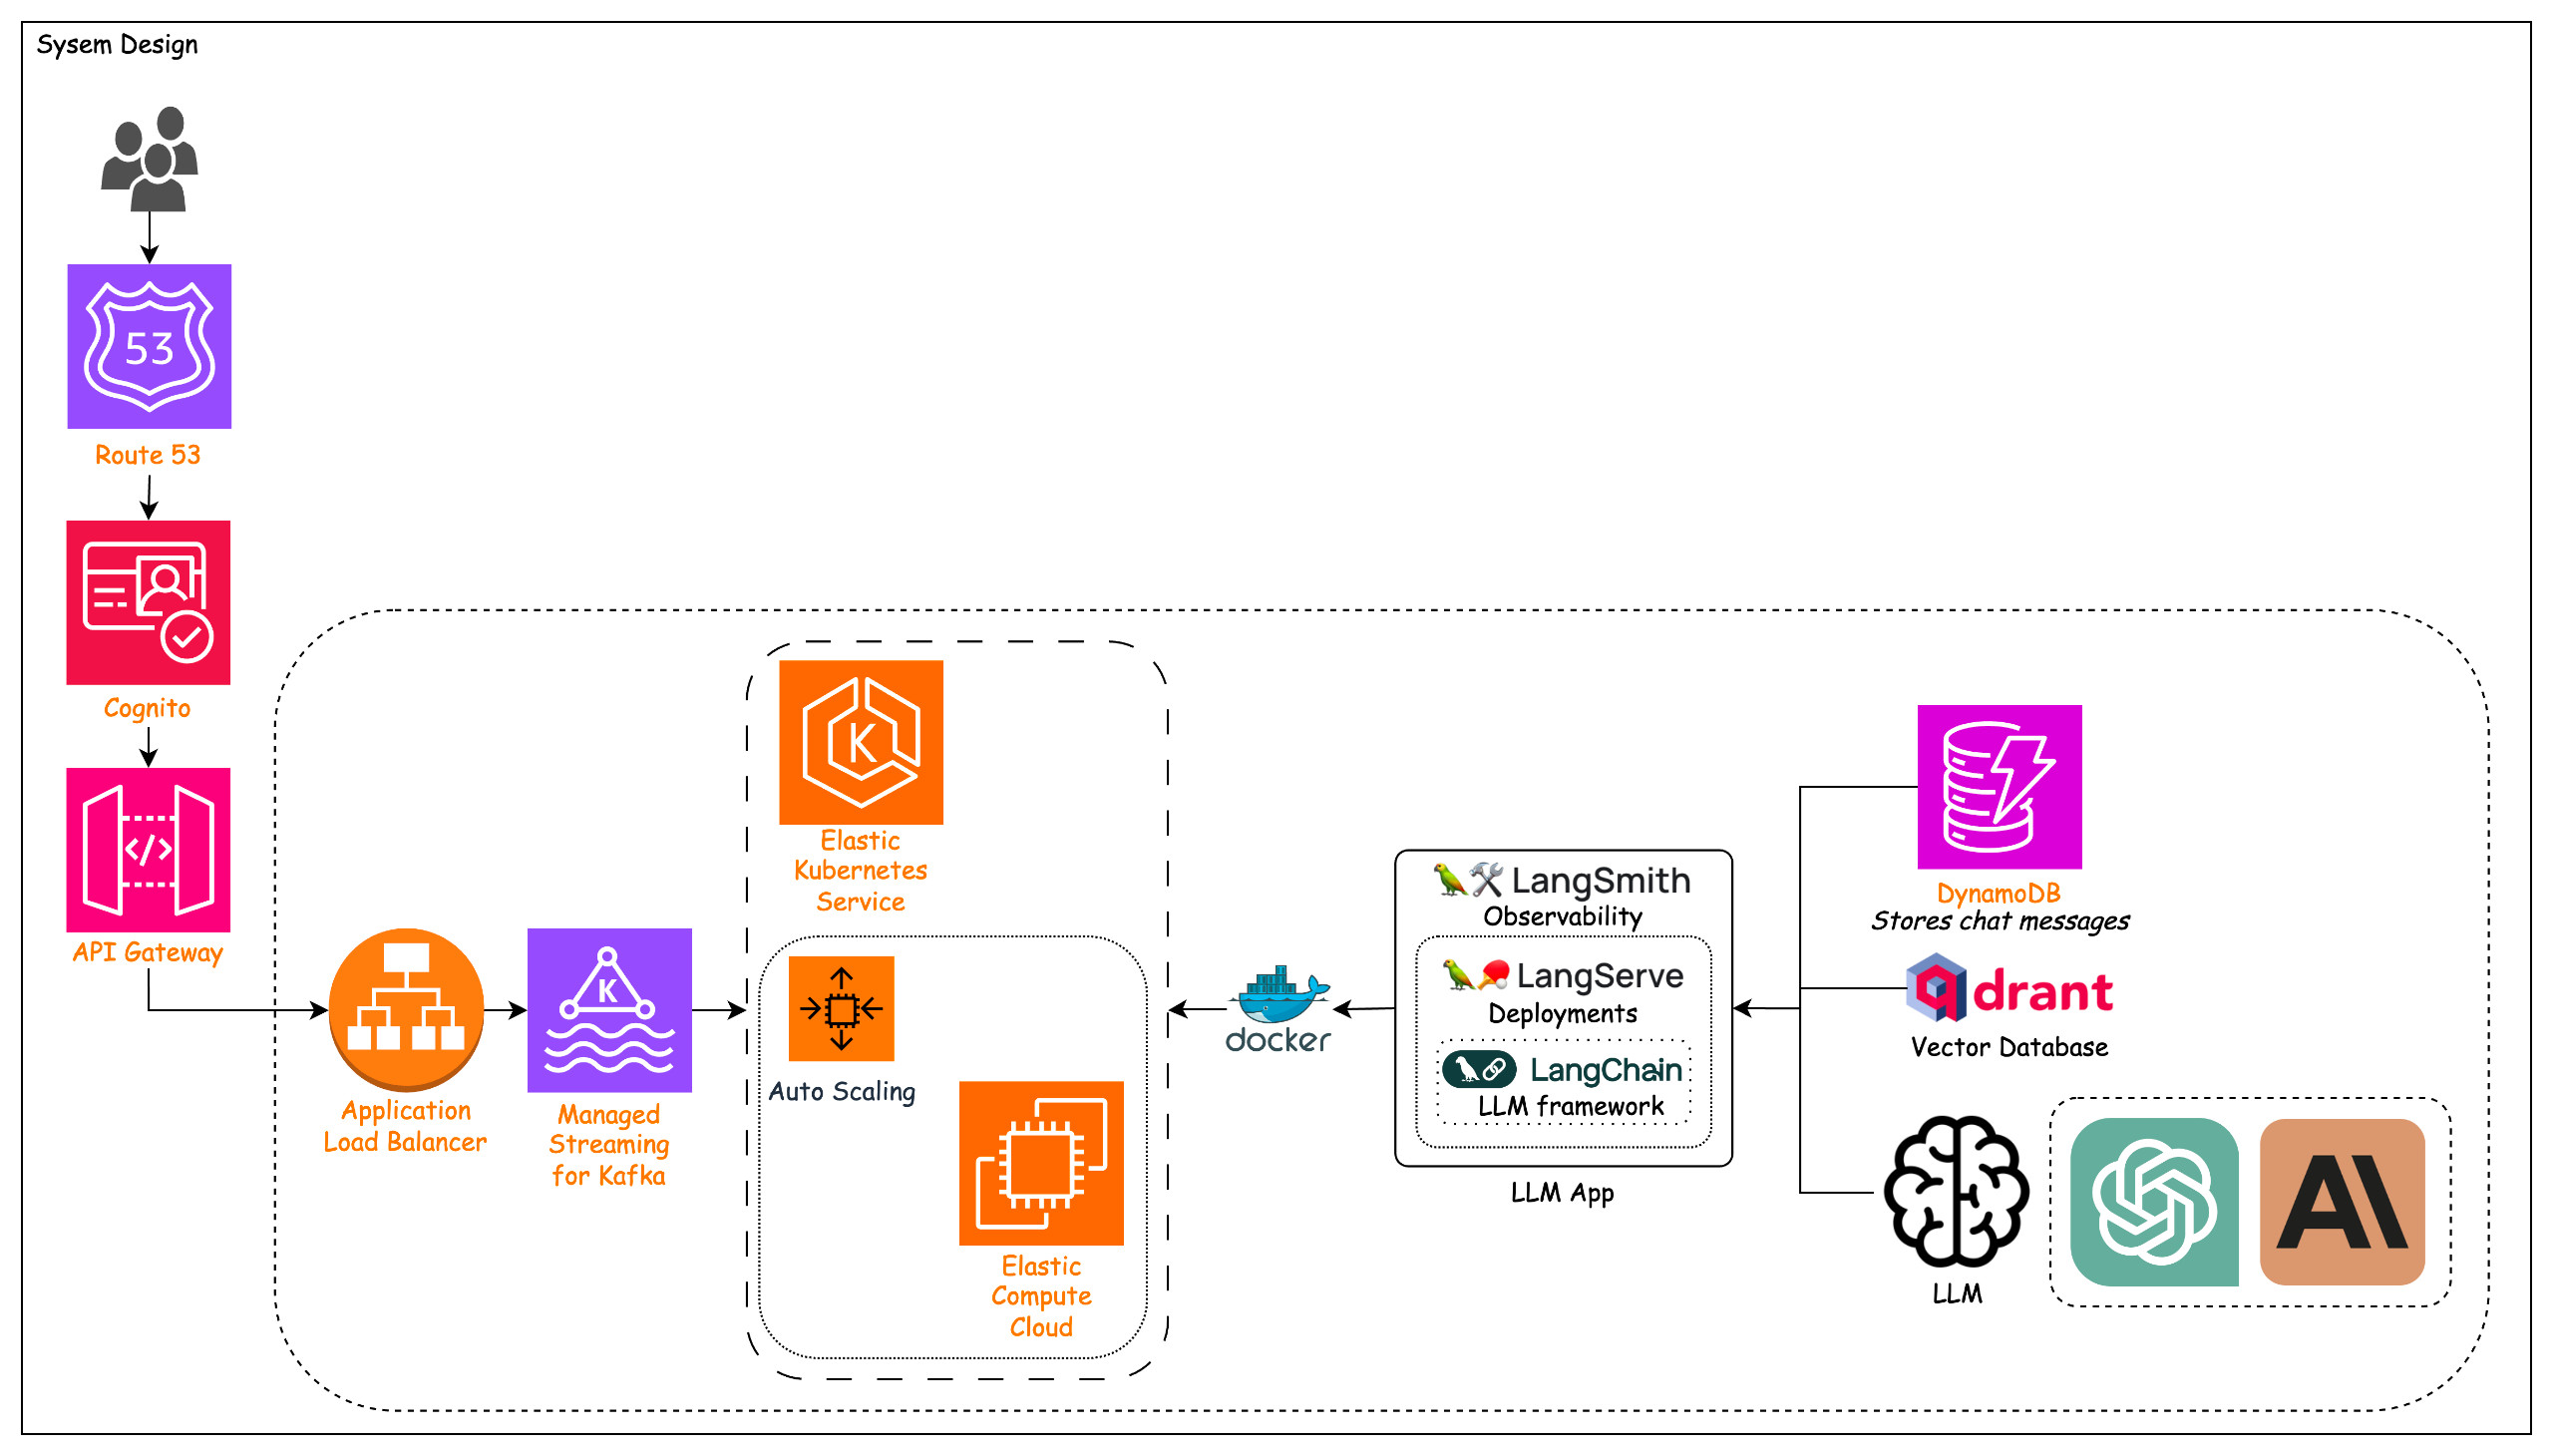 Sysem Design
53
Route 53
Cognito
</>
API Gateway
Application
Load Balancer
K
Managed
Streaming
for Kafka
K
Elastic
Kubernetes
Service
Auto Scaling
Elastic
Compute
Cloud
docker
LangSmith
Observability
LangServe
Deployments
LangChain
LLM framework
LLM App
DynamoDB
Stores chat messages
qdrant
Vector Database
LLM
AI